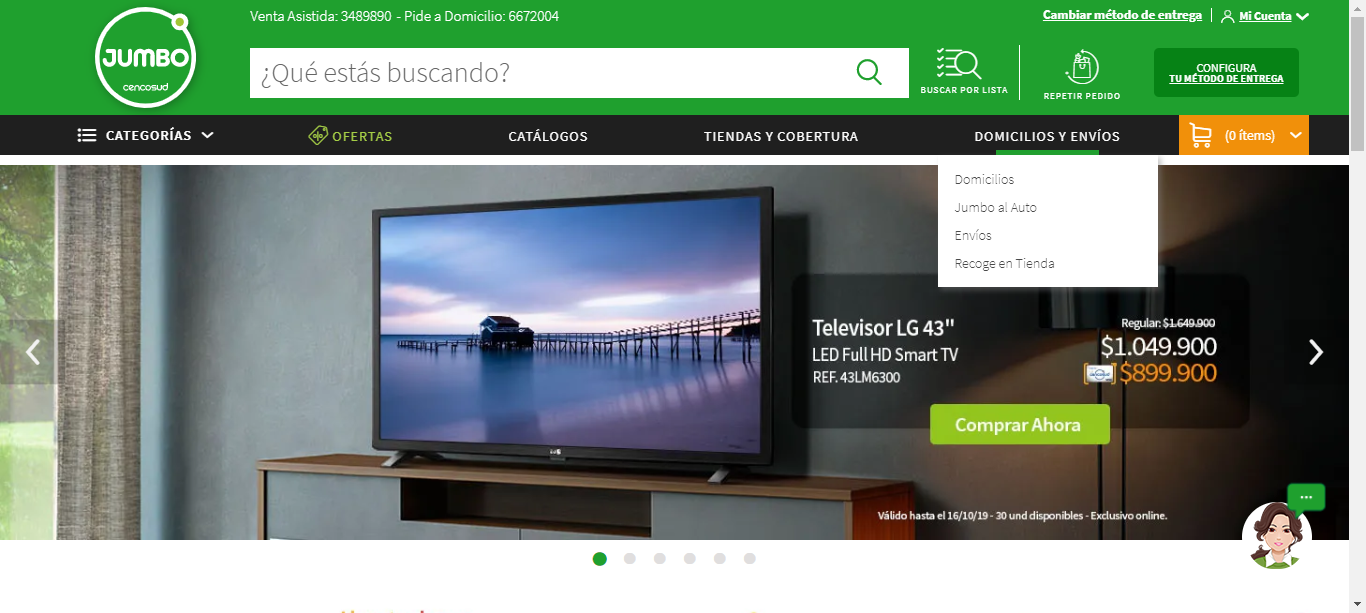 Venta Asistida: 3489890 - Pide a Domicilio: 6672004
Cambiar método de entrega
Mi Cuenta
JUMBO
cencosud
¿Qué estás buscando?
BUSCAR POR LISTA
REPETIR PEDIDO
CONFIGURA
TU MÉTODO DE ENTREGA
CATEGORÍAS
OFERTAS
CATÁLOGOS
TIENDAS Y COBERTURA
DOMICILIOS Y ENVÍOS
(0 ítems)
Domicilios
Jumbo al Auto
Envíos
Recoge en Tienda
Televisor LG 43"
LED Full HD Smart TV
REF. 43LM6300
Regular: $1.649.900
$1.049.900
$899.900
Comprar Ahora
Válido hasta el 16/10/19 - 30 und disponibles - Exclusivo online.